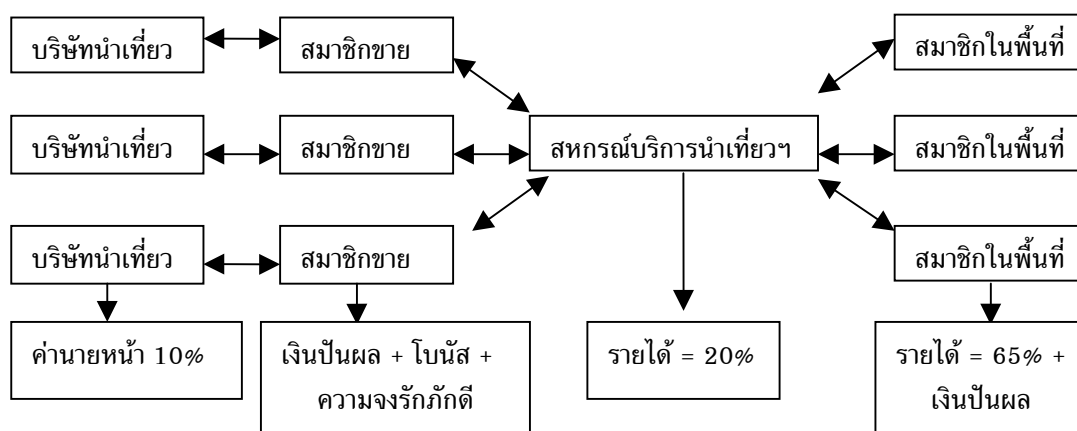 บริษัทนำเที่ยว สมาชิกขาย สมาชิกในพื้นที่
บริษัทนำเที่ยว สมาชิกขาย สหกรณ์บริการนำเที่ยวฯ สมาชิกในพื้นที่
บริษัทนำเที่ยว สมาชิกขาย สมาชิกในพื้นที่
ค่านายหน้า 10% เงินปันผล + โบนัส + รายได้ = 20% รายได้ = 65% +
ความจงรักภักดี เงินปันผล